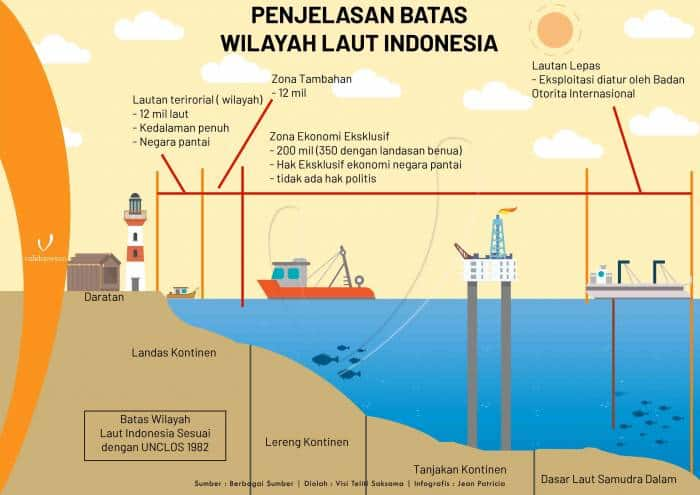 PENJELASAN BATAS
WILAYAH LAUT INDONESIA
Lautan Lepas
- Eksploitasi diatur oleh Badan
Otorita Internasional
Zona Tambahan
- 12 mil
Lautan terirorial ( wilayah)
- 12 mil laut
- Kedalaman penuh
- Negara pantai
Zona Ekonomi Eksklusif
- 200 mil (350 dengan landasan benua)
- Hak Eksklusif ekonomi negara pantai
- tidak ada hak politis
Daratan
Landas Kontinen
Batas Wilayah
Laut Indonesia Sesuai
dengan UNCLOS 1982
Lereng Kontinen
Tanjakan Kontinen
Dasar Laut Samudra Dalam
Sumber : Berbagai Sumber | Diolah : Visi Teliti Saksama | Infografis : Jean Patricia